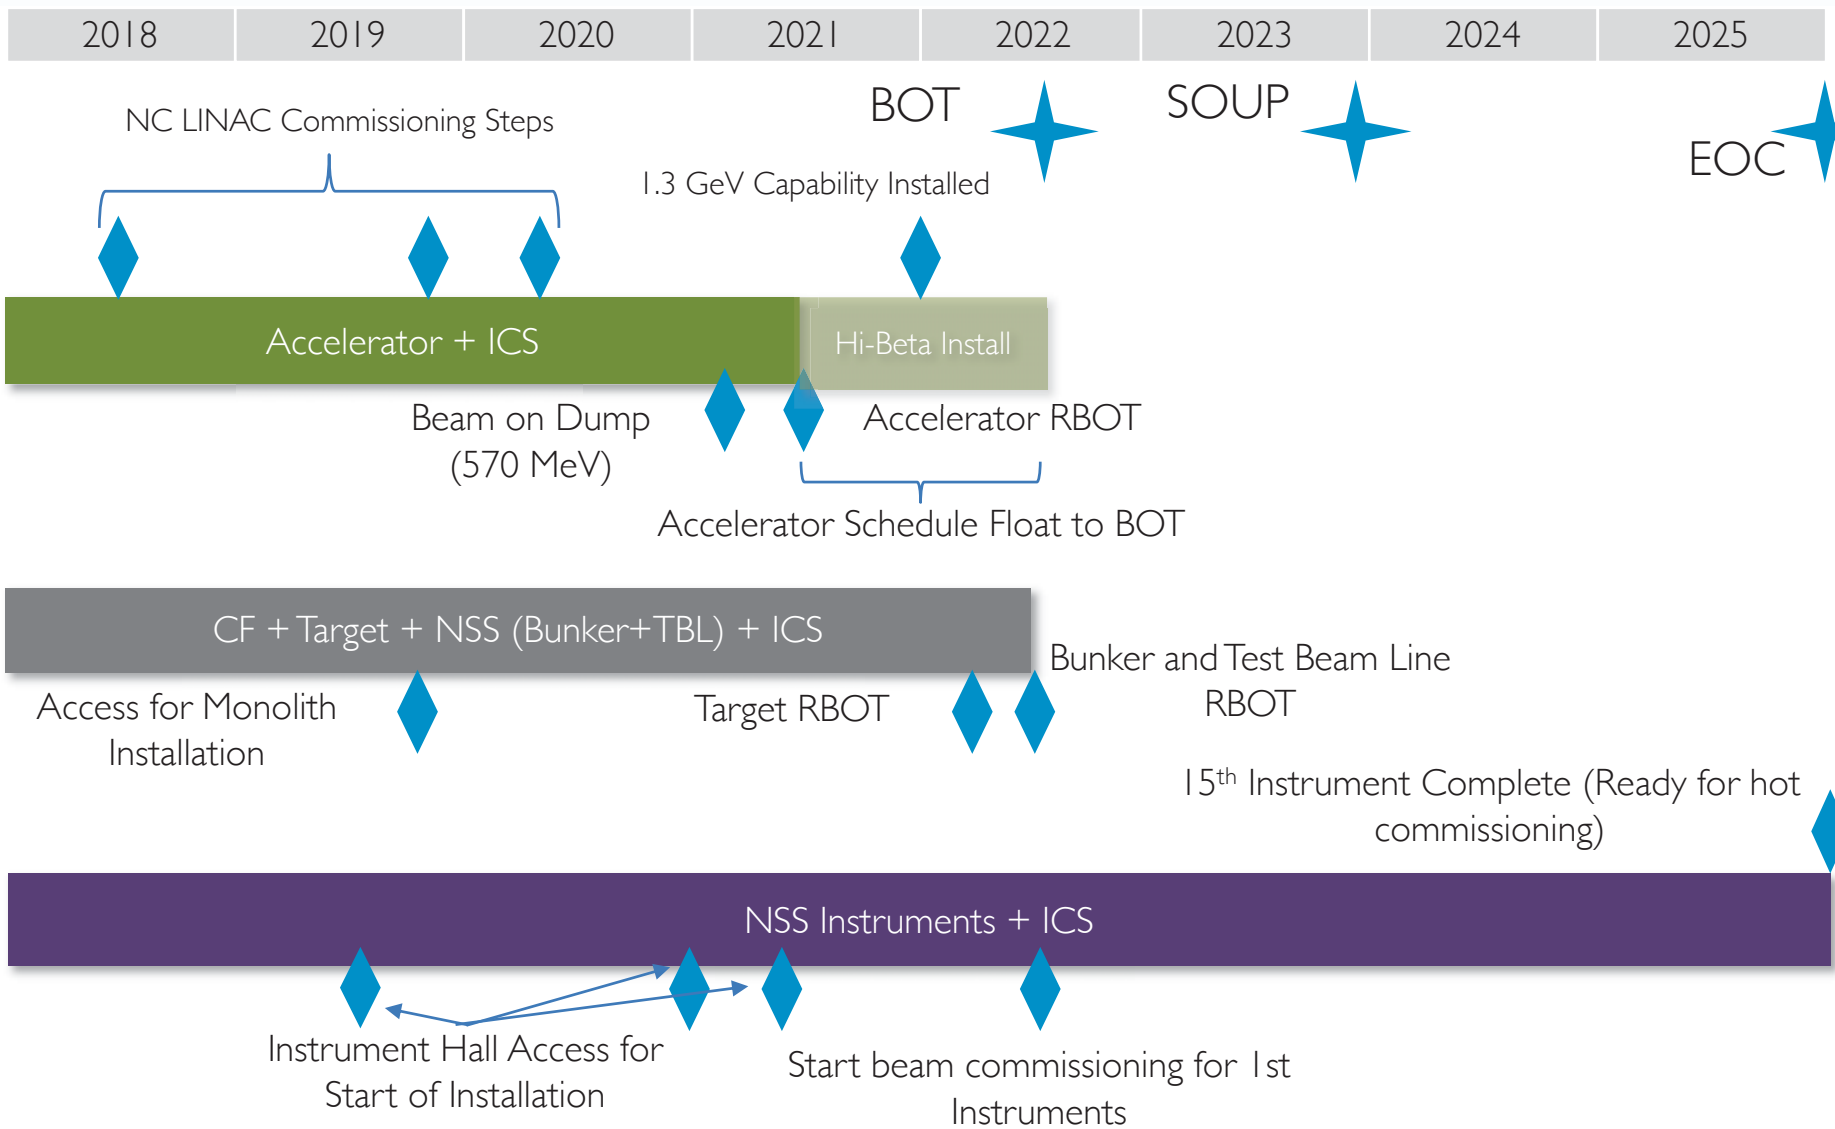 2018 2019 2020 2021 2022 2023 2024 2025
BOT
SOUP
EOC
NC LINAC Commissioning Steps
1.3 GeV Capability Installed
Accelerator + ICS
Hi-Beta Install
Beam on Dump
(570 MeV)
Accelerator RBOT
Accelerator Schedule Float to BOT
CF + Target + NSS (Bunker+TBL) + ICS
Access for Monolith
Installation
Target RBOT
Bunker and Test Beam Line
RBOT
15th Instrument Complete (Ready for hot
commissioning)
NSS Instruments + ICS
Instrument Hall Access for
Start of Installation
Start beam commissioning for 1st
Instruments